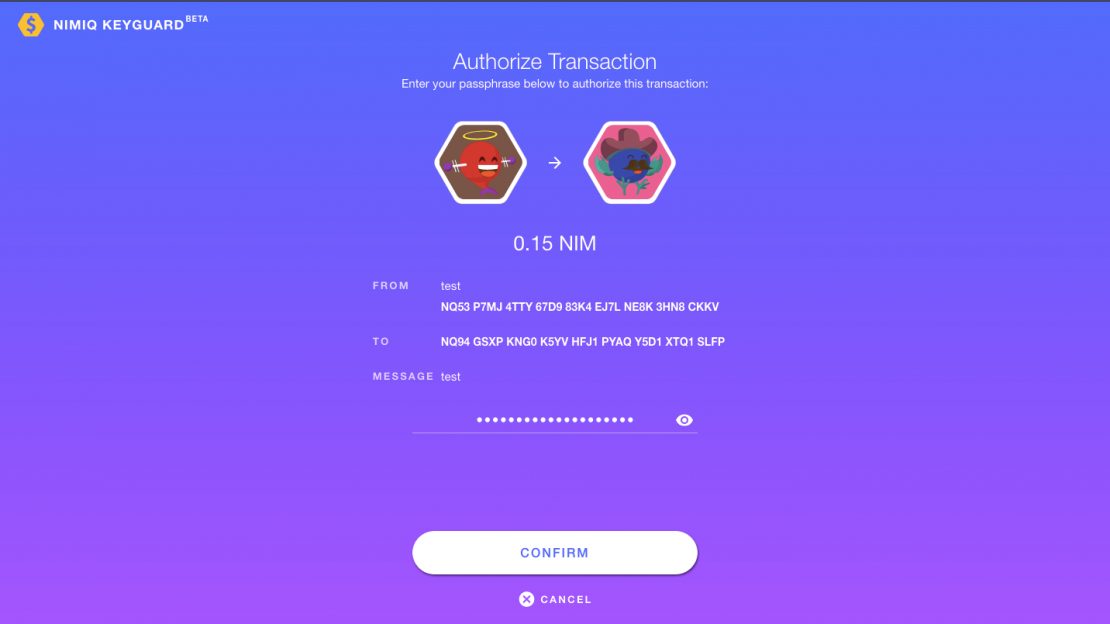 NIMIQ KEYGUARD BETA
Authorize Transaction
Enter your passphrase below to authorize this transaction:
0.15 NIM
FROM test
NQ53 P7MJ 4TTY 67D9 83K4 EJ7L NE8K 3HN8 CKKV
TO NQ94 GSXP KNG0 K5YV HFJ1 PYAQ Y5D1 XTQ1 SLFP
MESSAGE test
•••••••••••••••••••••
CONFIRM
CANCEL